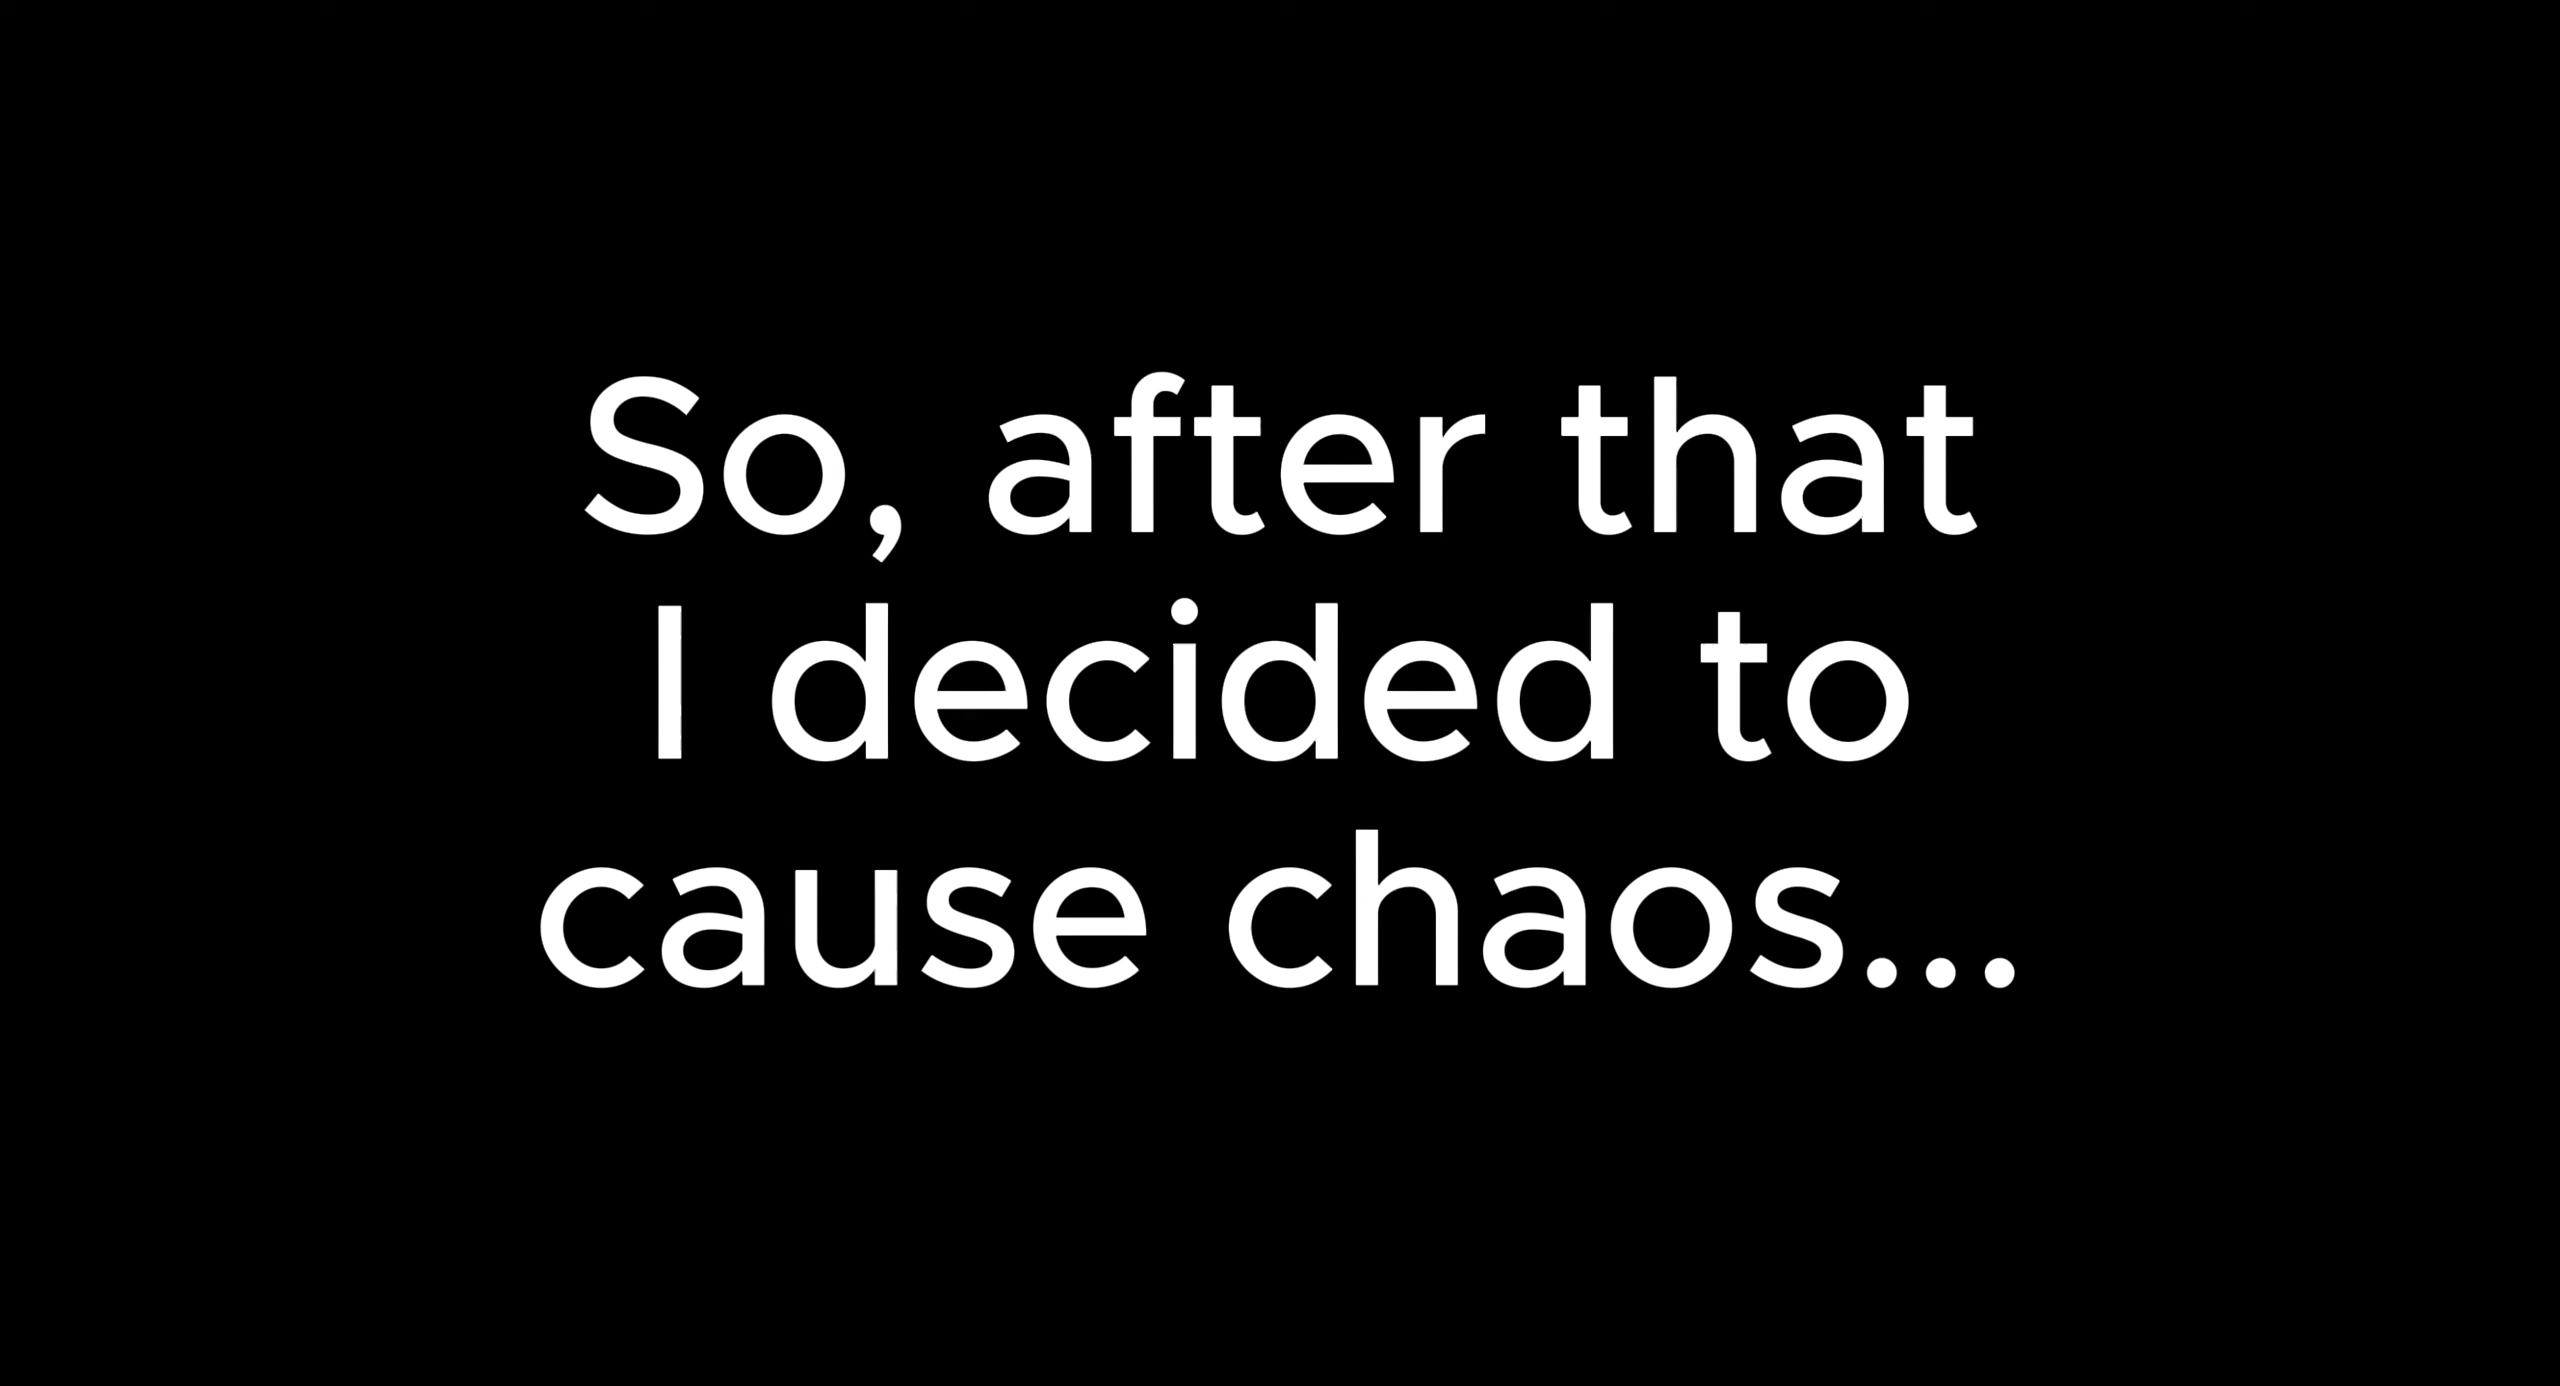 So, after that
I decided to
cause chaos...